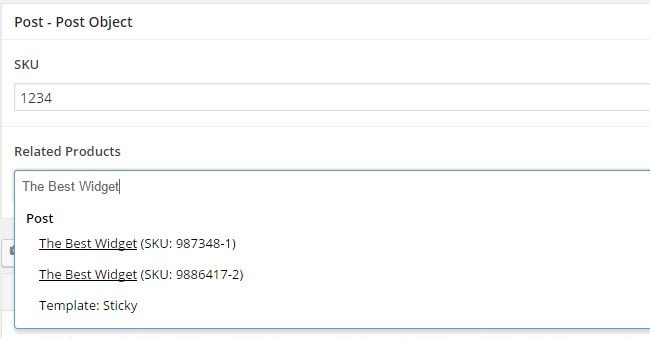 Post - Post Object
SKU
1234
Related Products
The Best Widget
Post
The Best Widget (SKU: 987348-1)
The Best Widget (SKU: 9886417-2)
Template: Sticky